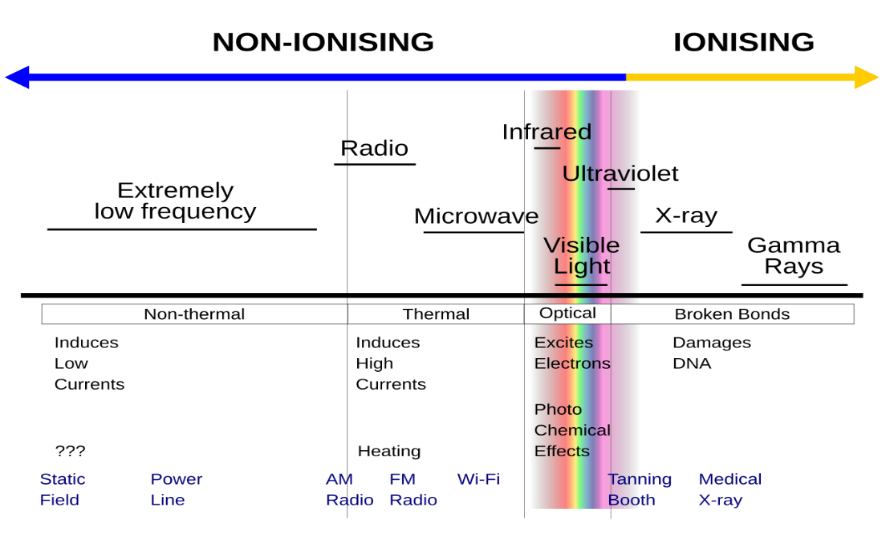 NON-IONISING IONISING
Infrared
Radio
Ultraviolet
Extremely
low frequency
Microwave
X-ray
Visible
Light
Gamma
Rays
Non-thermal Thermal Optical Broken Bonds
Induces Induces Excites Damages
Low High Electrons DNA
Currents Currents
Photo
Chemical
??? Heating Effects
Static Power AM FM Wi-Fi Tanning Medical
Field Line Radio Radio Booth X-ray